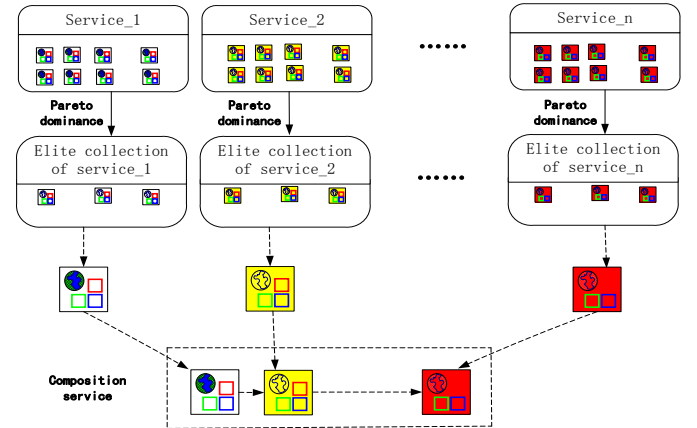 Service_1
Service_2
Service_n
......
Pareto
dominance
Pareto
dominance
Pareto
dominance
Elite collection
of service_1
Elite collection
of service_2
Elite collection
of service_n
......
Composition
service